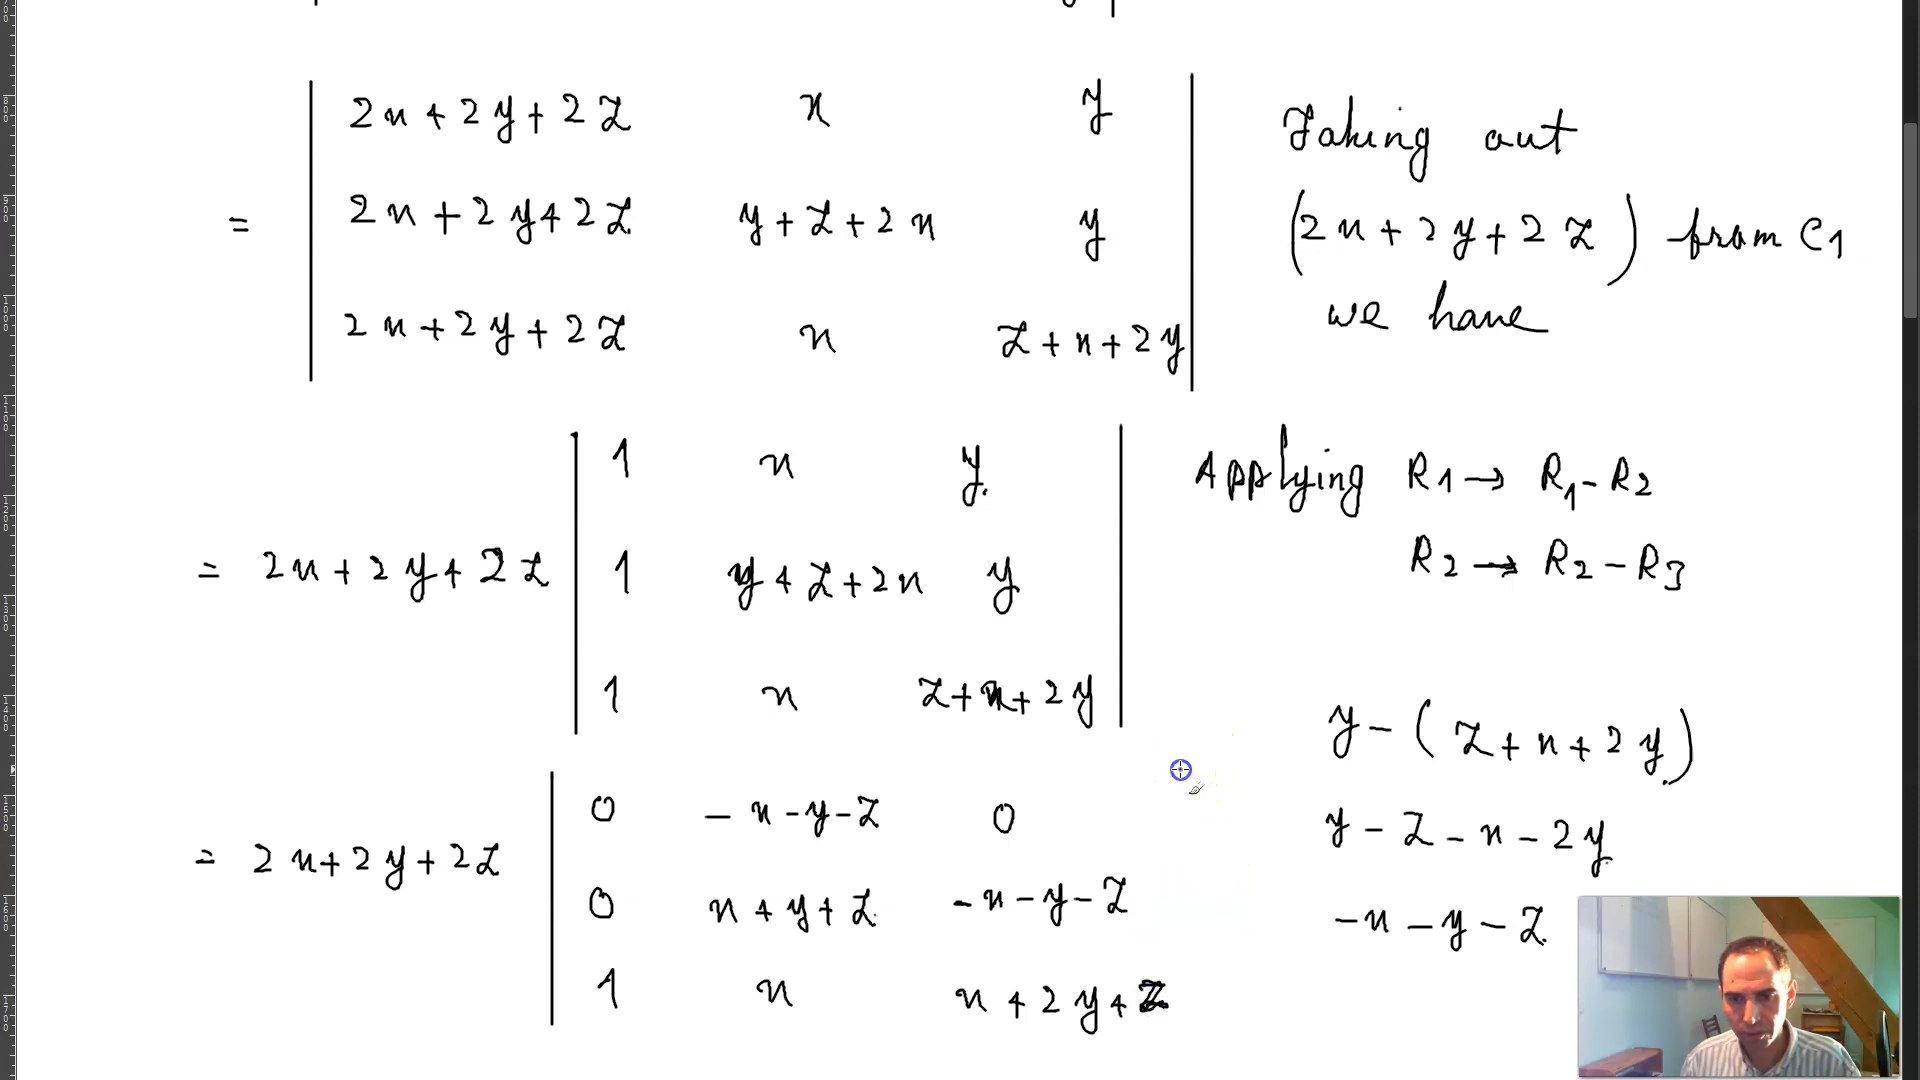 2x+2y+2z x y
= 2x+2y+2z y+z+2x y
2x+2y+2z x z+x+2y
Taking out
(2x+2y+2z) from C1
we have
1 x y
= 2x+2y+2z 1 y+z+2x y
1 x z+x+2y
Applying R1→ R1-R2
R2→ R2-R3
0 -x-y-z 0
= 2x+2y+2z 0 x+y+z -x-y-z
1 x x+2y+z
y-(z+x+2y)
y-z-x-2y
-x-y-z